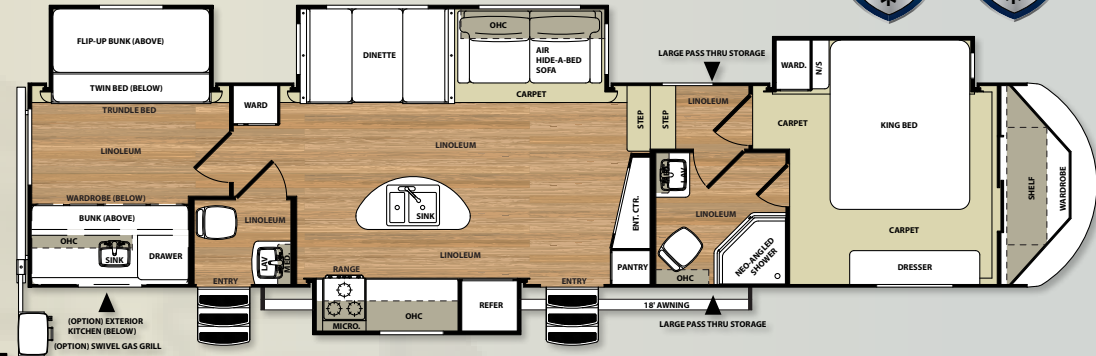 FLIP-UP BUNK (ABOVE)
TWIN BED (BELOW)
TRUNDLE BED
LINOLEUM
WARDROBE (BELOW)
BUNK (ABOVE)
OHC
SINK
DRAWER
(OPTION) EXTERIOR
KITCHEN (BELOW)
(OPTION) SWIVEL GAS GRILL
WARD
LINOLEUM
LAV
MED.
ENTRY
DINETTE
OHC
AIR
HIDE-A-BED
SOFA
CARPET
LINOLEUM
SINK
LINOLEUM
RANGE
MICRO.
OHC
REFER
ENTRY
18' AWNING
STEP
STEP
ENT. CTR.
PANTRY
LARGE PASS THRU STORAGE
LINOLEUM
LAV
LINOLEUM
NEO-ANGLED
SHOWER
OHC
LARGE PASS THRU STORAGE
WARD.
N/S
CARPET
KING BED
CARPET
DRESSER
SHELF
WARDROBE